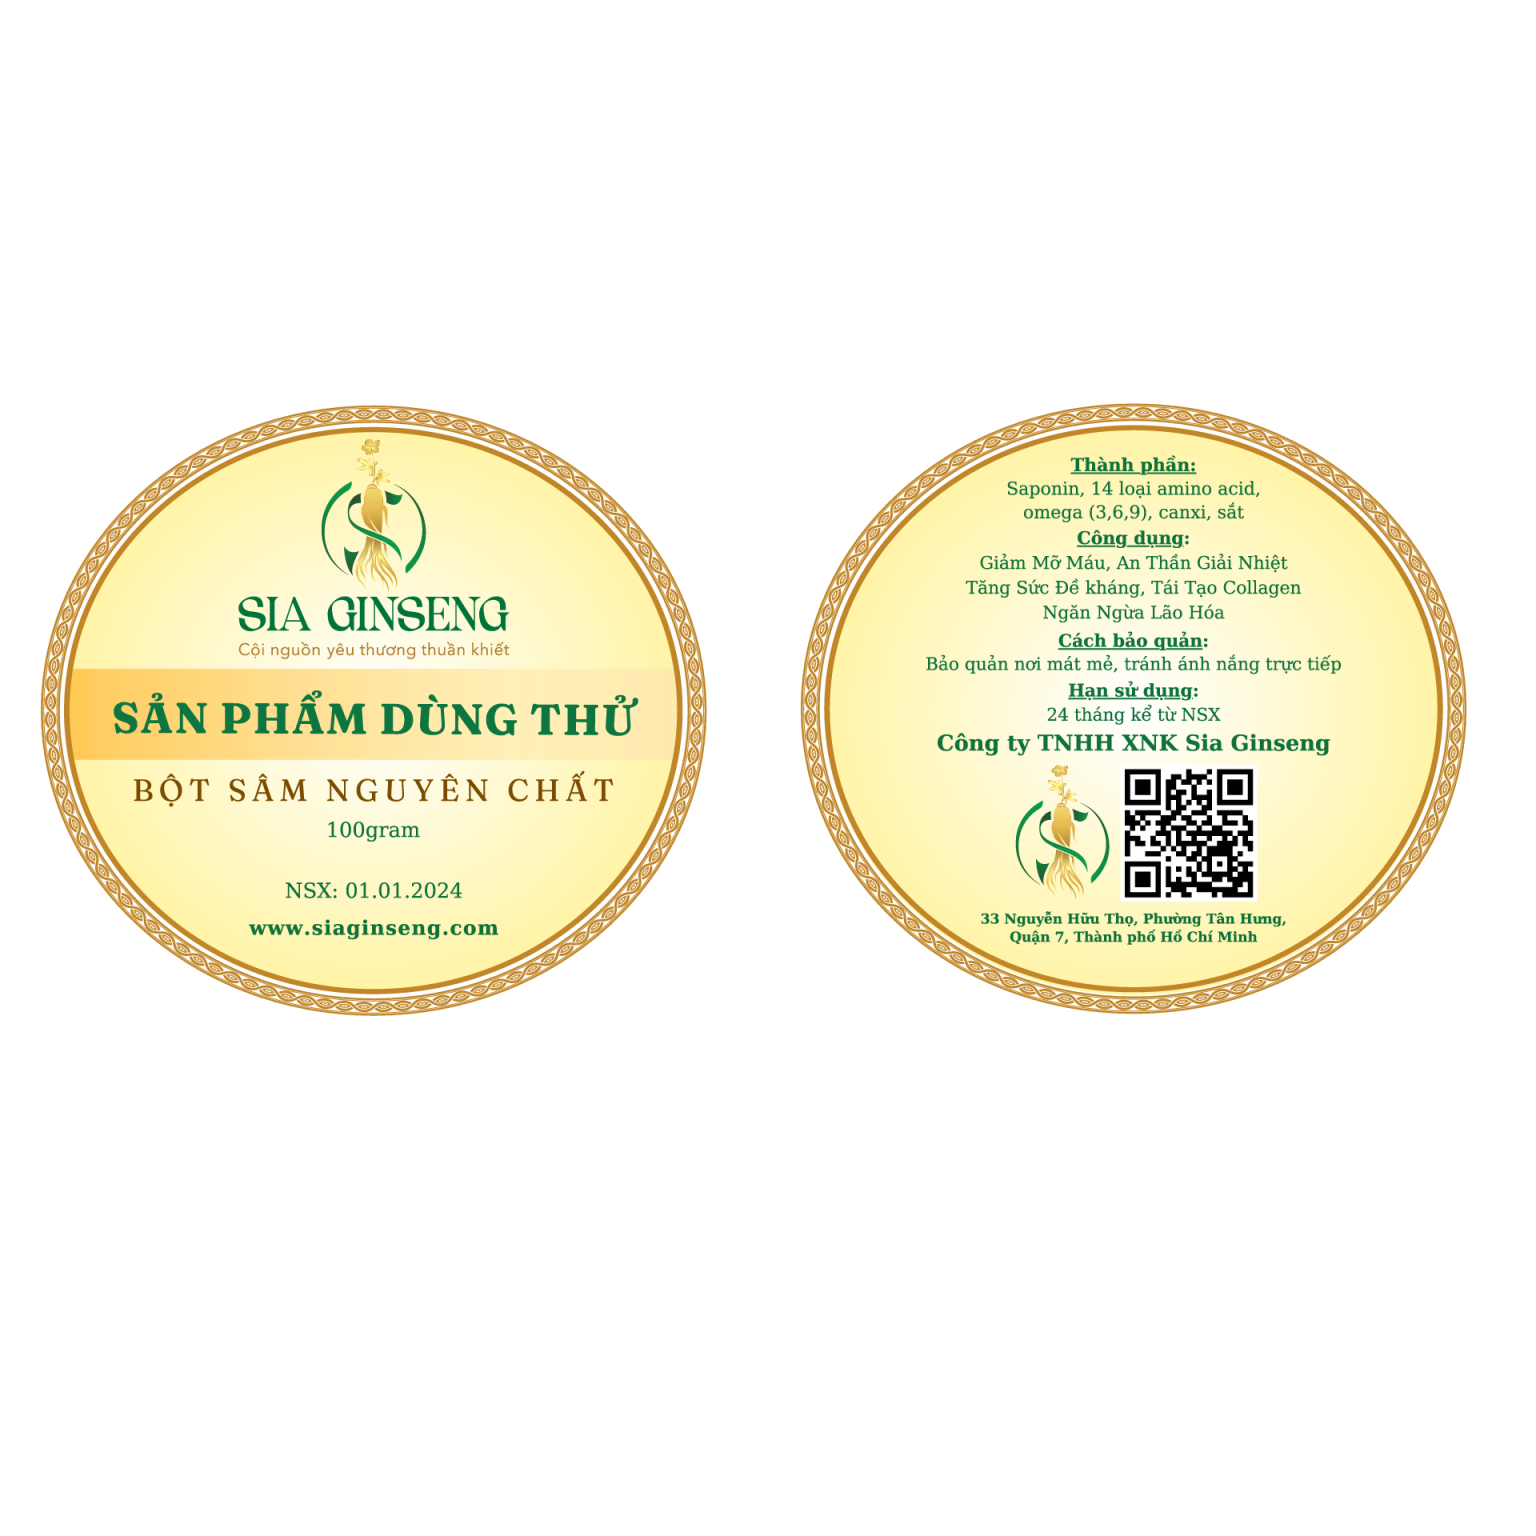 SIA GINSENG
Cội nguồn yêu thương thuần khiết
SẢN PHẨM DÙNG THỬ
BỘT SÂM NGUYÊN CHẤT
100gram
NSX: 01.01.2024
www.siaginseng.com
Thành phần:
Saponin, 14 loại amino acid,
omega (3,6,9), canxi, sắt
Công dụng:
Giảm Mỡ Máu, An Thần Giải Nhiệt
Tăng Sức Đề kháng, Tái Tạo Collagen
Ngăn Ngừa Lão Hóa
Cách bảo quản:
Bảo quản nơi mát mẻ, tránh ánh nắng trực tiếp
Hạn sử dụng:
24 tháng kể từ NSX
Công ty TNHH XNK Sia Ginseng
33 Nguyễn Hữu Thọ, Phường Tân Hưng,
Quận 7, Thành phố Hồ Chí Minh